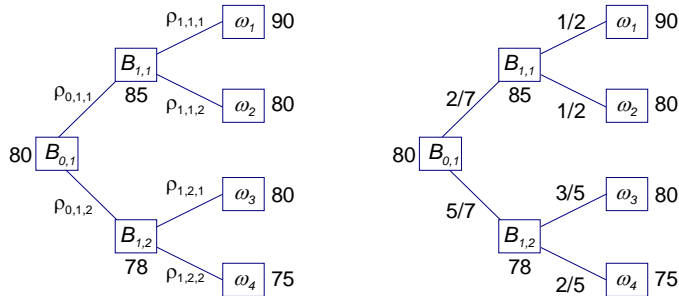 ρ1,1,1 ω1 90
B1,1
85
ρ0,1,1 ρ1,1,2 ω2 80
80 B0,1
ρ0,1,2 ρ1,2,1 ω3 80
B1,2
78
ρ1,2,2 ω4 75
1/2 ω1 90
B1,1
85
2/7 1/2 ω2 80
80 B0,1
5/7 3/5 ω3 80
B1,2
78
2/5 ω4 75